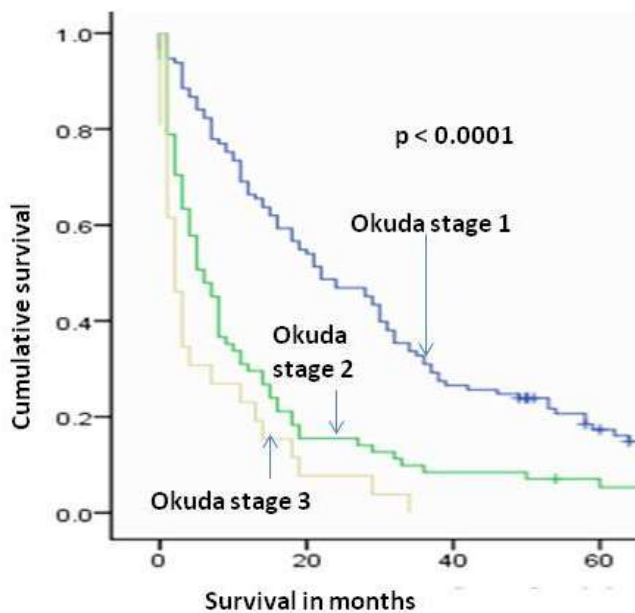 1.0
0.8
0.6
0.4
0.2
0.0
Cumulative survival
p < 0.0001
Okuda stage 1
Okuda
stage 2
Okuda stage 3
0
20
40
60
Survival in months